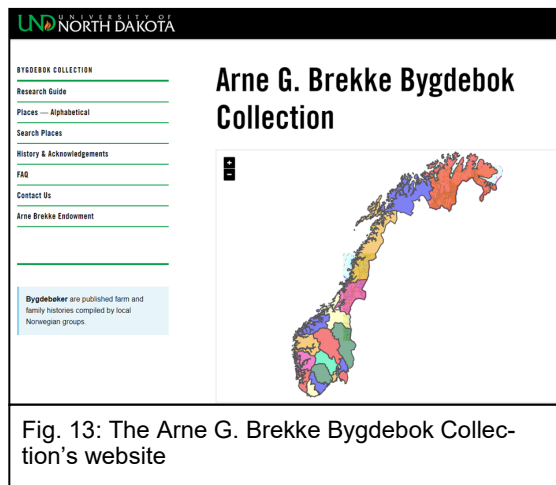 UND UNIVERSITY OF
NORTH DAKOTA
BYGDEBOK COLLECTION
Research Guide
Places — Alphabetical
Search Places
History & Acknowledgements
FAQ
Contact Us
Arne Brekke Endowment
Bygdebøker are published farm and
family histories compiled by local
Norwegian groups.
Arne G. Brekke Bygdebok
Collection
+
−
Fig. 13: The Arne G. Brekke Bygdebok Collec-
tion's website